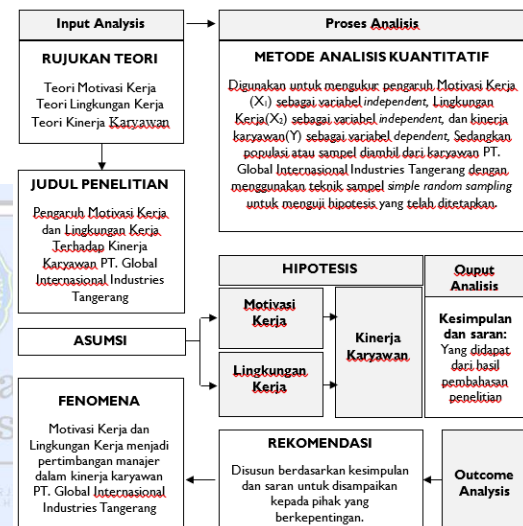 Input Analysis
Proses Analisis
RUJUKAN TEORI
Teori Motivasi Kerja
Teori Lingkungan Kerja
Teori Kinerja Karyawan
METODE ANALISIS KUANTITATIF
Digunakan untuk mengukur pengaruh Motivasi Kerja
(X₁) sebagai variabel independent, Lingkungan
Kerja(X₂) sebagai variabel independent, dan kinerja
karyawan(Y) sebagai variabel dependent, Sedangkan
populasi atau sampel diambil dari karyawan PT.
Global Internasional Industries Tangerang dengan
menggunakan teknik sampel simple random sampling
untuk menguji hipotesis yang telah ditetapkan.
JUDUL PENELITIAN
Pengaruh Motivasi Kerja
dan Lingkungan Kerja
Terhadap Kinerja
Karyawan PT. Global
Internasional Industries
Tangerang
HIPOTESIS
Motivasi
Kerja
Lingkungan
Kerja
Kinerja
Karyawan
Ouput
Analisis
Kesimpulan
dan saran:
Yang didapat
dari hasil
pembahasan
penelitian
ASUMSI
FENOMENA
Motivasi Kerja dan
Lingkungan Kerja menjadi
pertimbangan manajer
dalam kinerja karyawan
PT. Global Internasional
Industries Tangerang
REKOMENDASI
Disusun berdasarkan kesimpulan
dan saran untuk disampaikan
kepada pihak yang
berkepentingan.
Outcome
Analysis